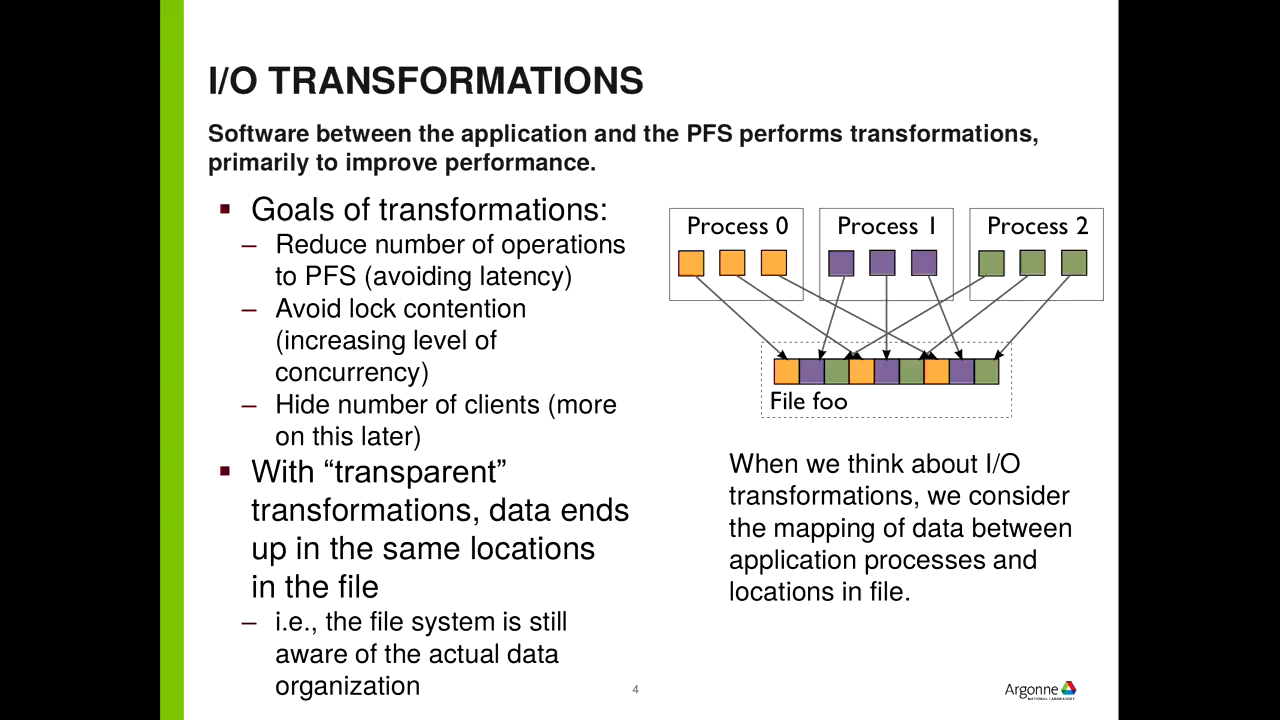 I/O TRANSFORMATIONS
Software between the application and the PFS performs transformations,
primarily to improve performance.
▪ Goals of transformations:
– Reduce number of operations
to PFS (avoiding latency)
– Avoid lock contention
(increasing level of
concurrency)
– Hide number of clients (more
on this later)
▪ With “transparent”
transformations, data ends
up in the same locations
in the file
– i.e., the file system is still
aware of the actual data
organization
Process 0
Process 1
Process 2
File foo
When we think about I/O
transformations, we consider
the mapping of data between
application processes and
locations in file.
4
Argonne
NATIONAL LABORATORY